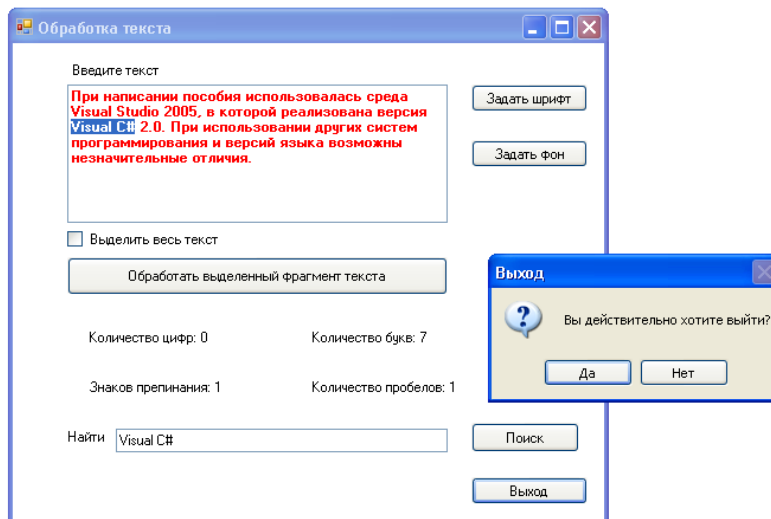 Обработка текста
Введите текст
При написании пособия использовалась среда
Visual Studio 2005, в которой реализована версия
Visual C# 2.0. При использовании других систем
программирования и версий языка возможны
незначительные отличия.
Задать шрифт
Задать фон
Выделить весь текст
Обработать выделенный фрагмент текста
Количество цифр: 0
Количество букв: 7
Знаков препинания: 1
Количество пробелов: 1
Найти
Visual C#
Поиск
Выход
Выход
Вы действительно хотите выйти?
Да
Нет